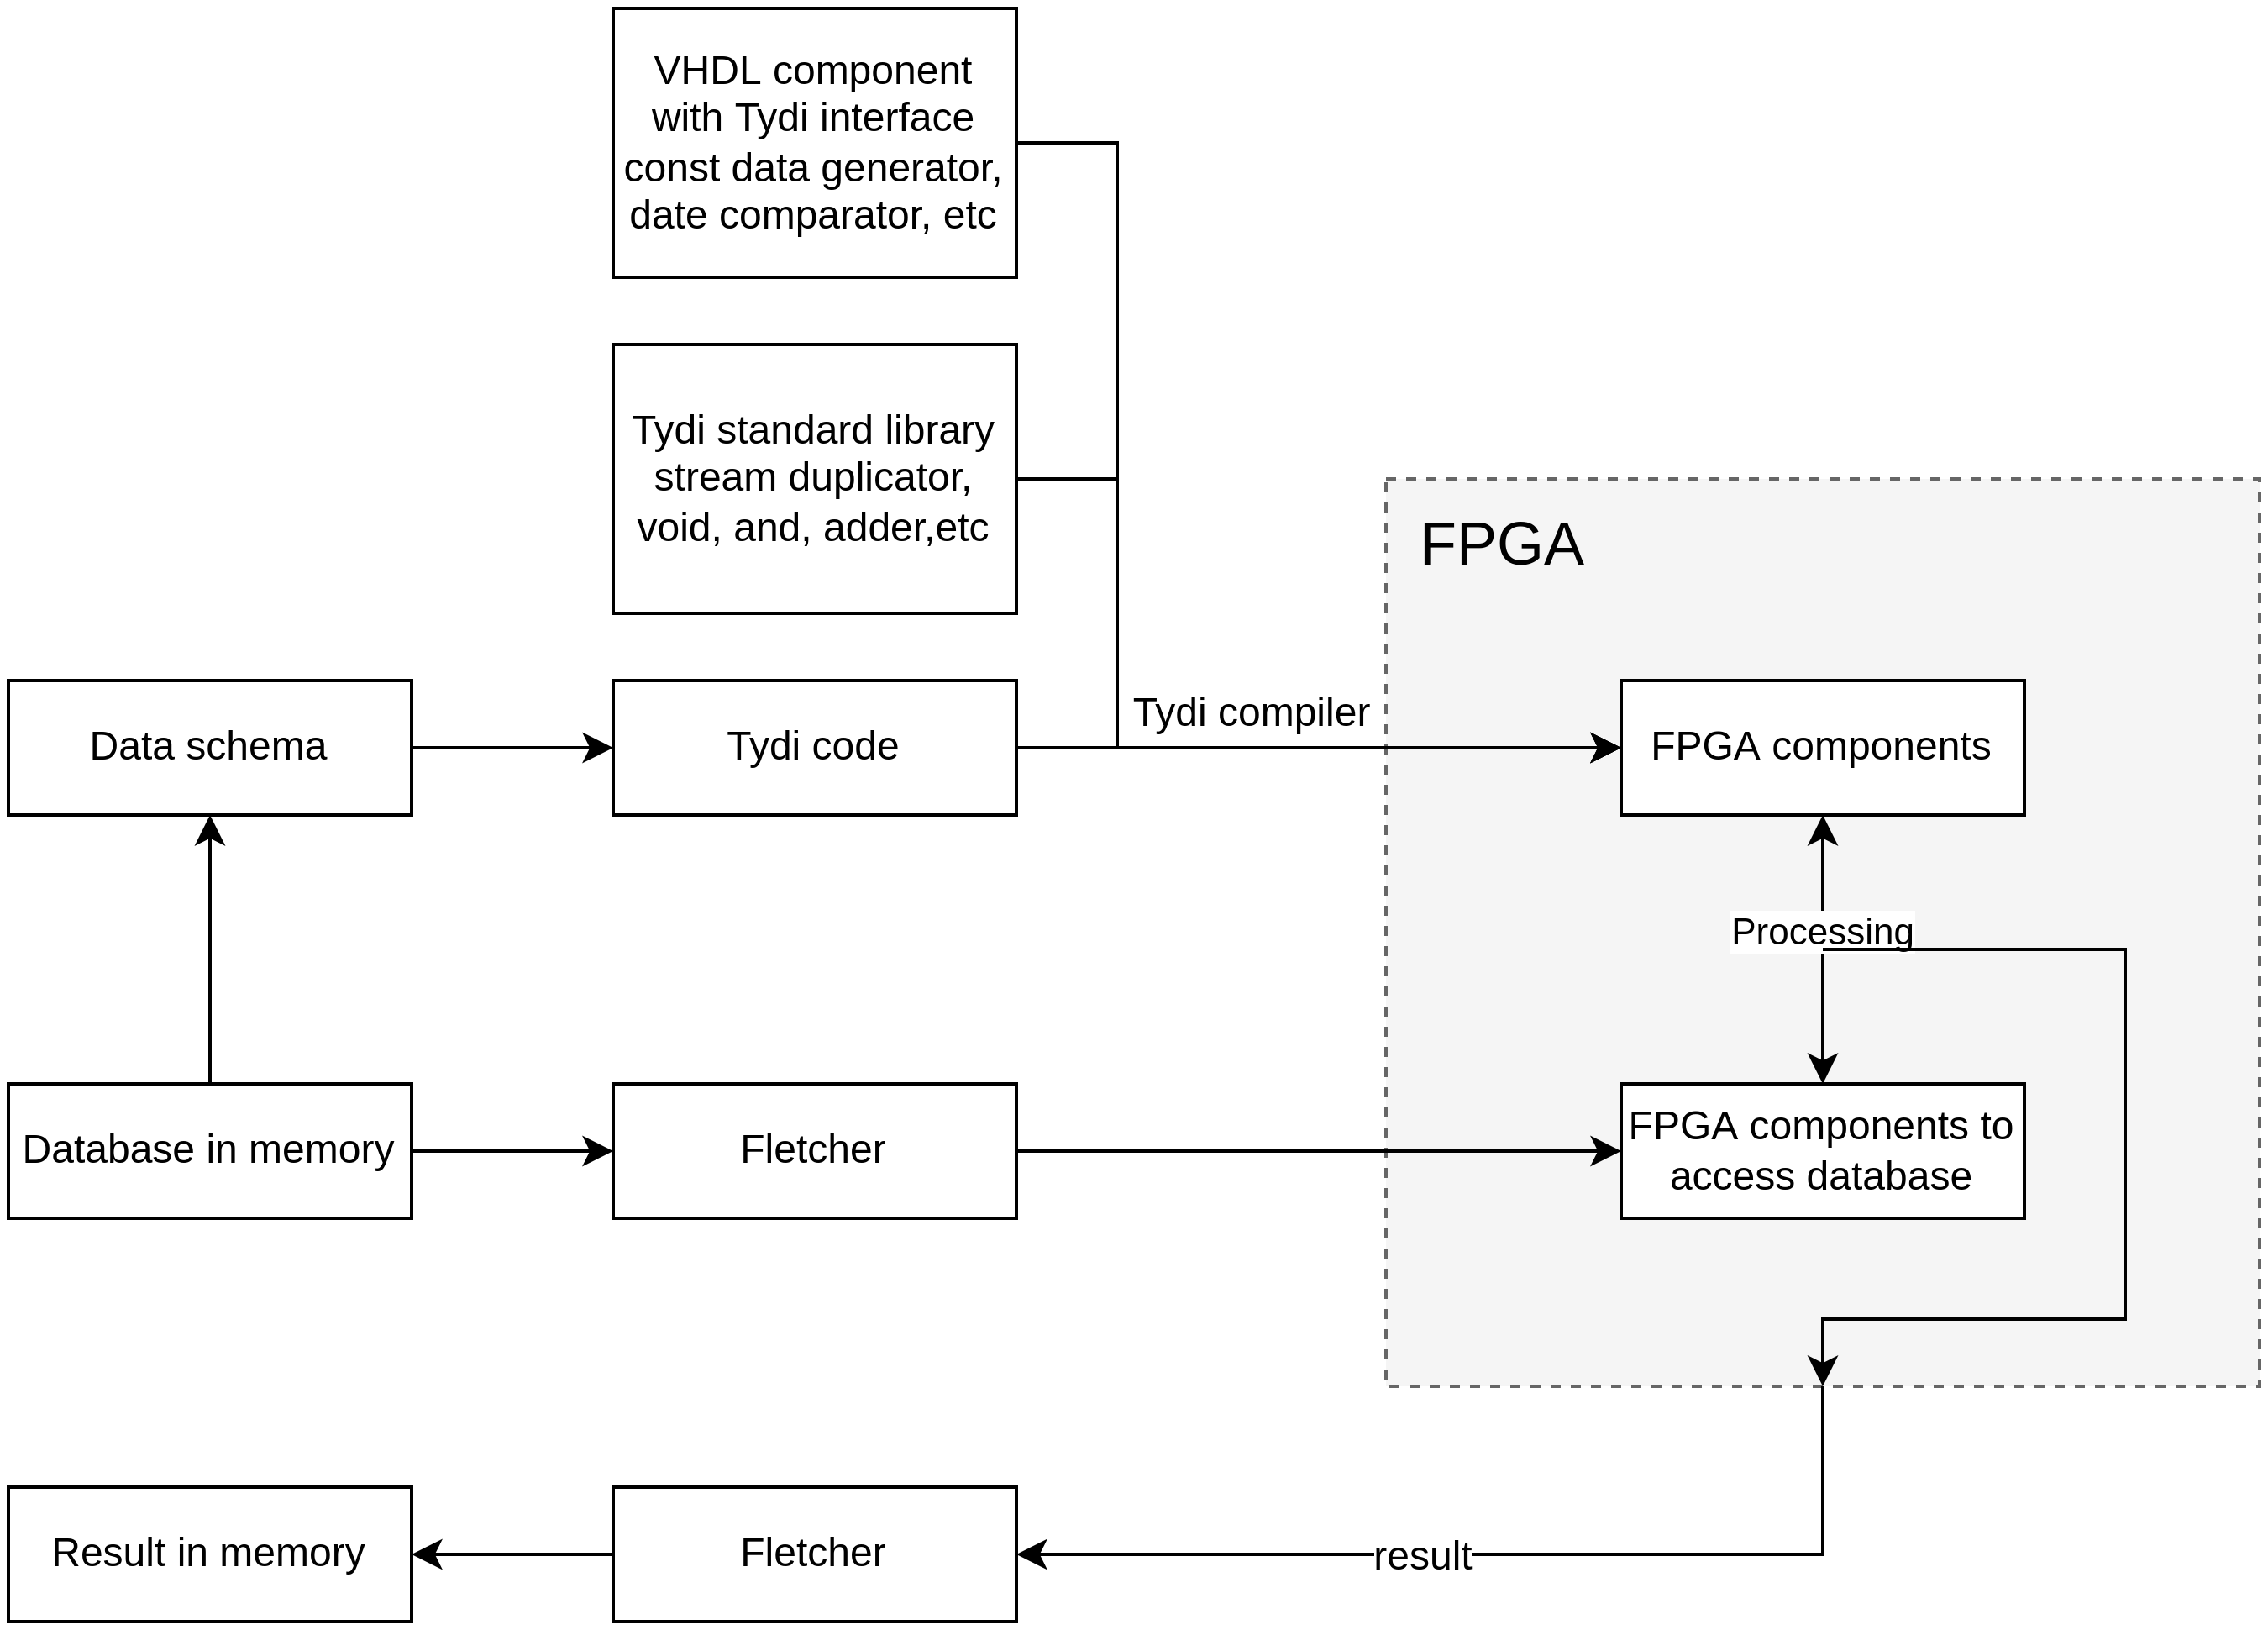 VHDL component
with Tydi interface
const data generator,
date comparator, etc
Tydi standard library
stream duplicator,
void, and, adder,etc
FPGA
Data schema
Tydi code
Tydi compiler
FPGA components
Processing
Database in memory
Fletcher
FPGA components to
access database
Result in memory
Fletcher
result